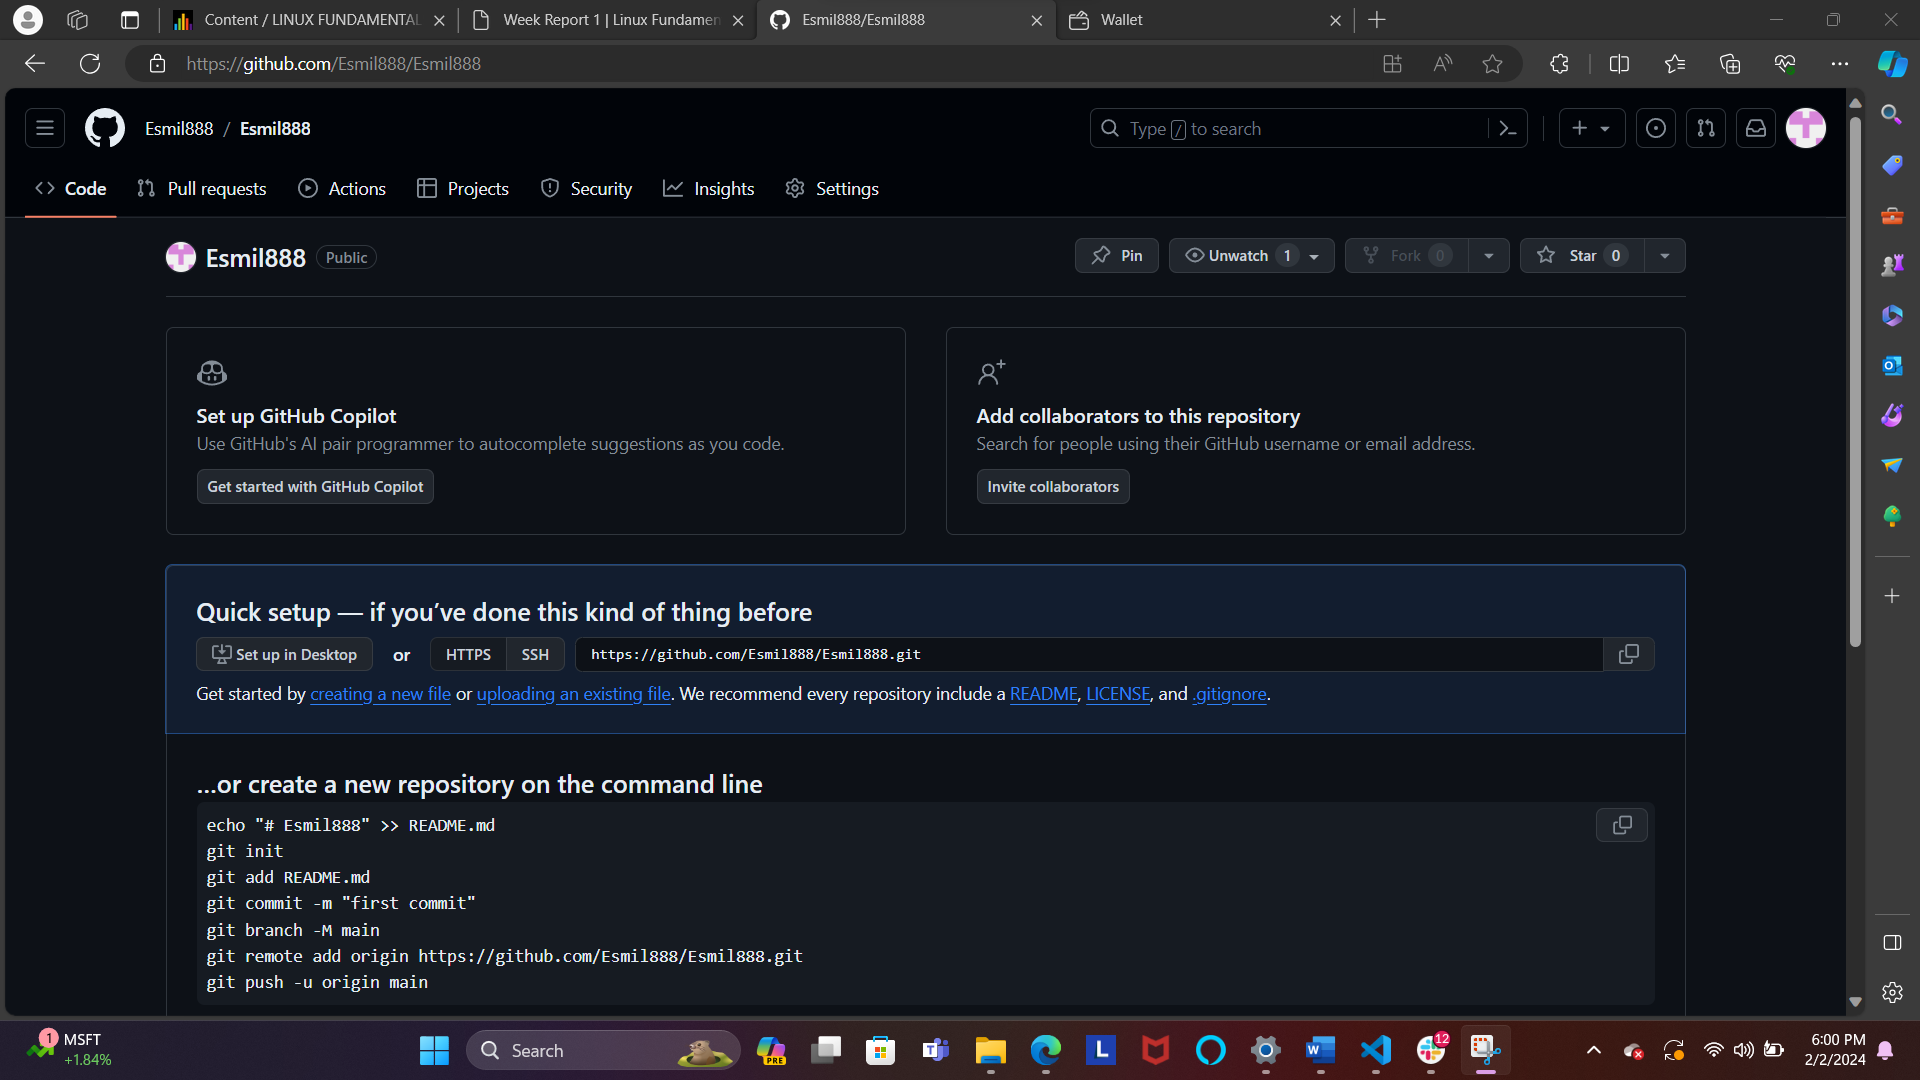 Content / LINUX FUNDAMENTAL
Week Report 1 | Linux Fundamen
Esmil888/Esmil888
Wallet
https://github.com/Esmil888/Esmil888
Esmil888 / Esmil888
Type / to search
Code
Pull requests
Actions
Projects
Security
Insights
Settings
Esmil888 Public
Pin
Unwatch 1
Fork 0
Star 0
Set up GitHub Copilot
Use GitHub's AI pair programmer to autocomplete suggestions as you code.
Get started with GitHub Copilot
Add collaborators to this repository
Search for people using their GitHub username or email address.
Invite collaborators
Quick setup — if you’ve done this kind of thing before
Set up in Desktop or HTTPS SSH https://github.com/Esmil888/Esmil888.git
Get started by creating a new file or uploading an existing file. We recommend every repository include a README, LICENSE, and .gitignore.
…or create a new repository on the command line
echo "# Esmil888" >> README.md
git init
git add README.md
git commit -m "first commit"
git branch -M main
git remote add origin https://github.com/Esmil888/Esmil888.git
git push -u origin main
1
MSFT
+1.84%
Search
PRE
T
L
W
12
6:00 PM
2/2/2024